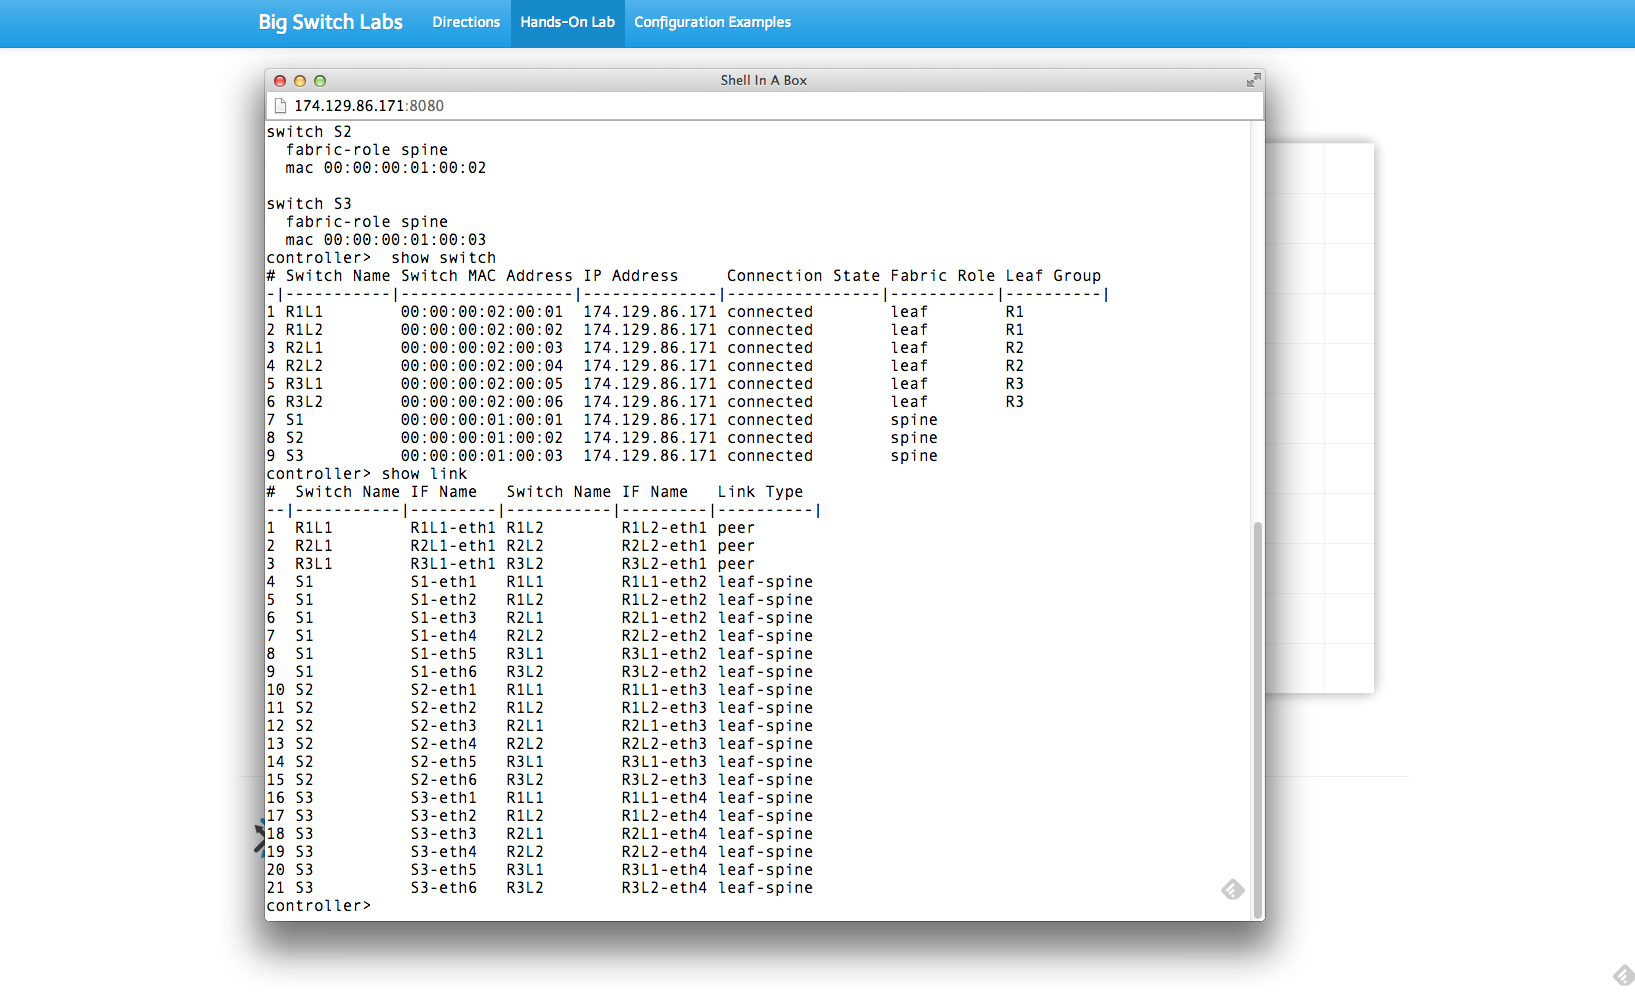 Big Switch Labs Directions Hands-On Lab Configuration Examples
Shell In A Box
174.129.86.171:8080
switch S2
  fabric-role spine
  mac 00:00:00:01:00:02
switch S3
  fabric-role spine
  mac 00:00:00:01:00:03
controller>  show switch
# Switch Name Switch MAC Address IP Address     Connection State Fabric Role Leaf Group
-|-----------|------------------|--------------|----------------|-----------|----------|
1 R1L1        00:00:00:02:00:01  174.129.86.171 connected        leaf        R1
2 R1L2        00:00:00:02:00:02  174.129.86.171 connected        leaf        R1
3 R2L1        00:00:00:02:00:03  174.129.86.171 connected        leaf        R2
4 R2L2        00:00:00:02:00:04  174.129.86.171 connected        leaf        R2
5 R3L1        00:00:00:02:00:05  174.129.86.171 connected        leaf        R3
6 R3L2        00:00:00:02:00:06  174.129.86.171 connected        leaf        R3
7 S1          00:00:00:01:00:01  174.129.86.171 connected        spine
8 S2          00:00:00:01:00:02  174.129.86.171 connected        spine
9 S3          00:00:00:01:00:03  174.129.86.171 connected        spine
controller> show link
#  Switch Name IF Name   Switch Name IF Name   Link Type
--|-----------|---------|-----------|---------|----------|
1  R1L1        R1L1-eth1 R1L2        R1L2-eth1 peer
2  R2L1        R2L1-eth1 R2L2        R2L2-eth1 peer
3  R3L1        R3L1-eth1 R3L2        R3L2-eth1 peer
4  S1          S1-eth1   R1L1        R1L1-eth2 leaf-spine
5  S1          S1-eth2   R1L2        R1L2-eth2 leaf-spine
6  S1          S1-eth3   R2L1        R2L1-eth2 leaf-spine
7  S1          S1-eth4   R2L2        R2L2-eth2 leaf-spine
8  S1          S1-eth5   R3L1        R3L1-eth2 leaf-spine
9  S1          S1-eth6   R3L2        R3L2-eth2 leaf-spine
10 S2          S2-eth1   R1L1        R1L1-eth3 leaf-spine
11 S2          S2-eth2   R1L2        R1L2-eth3 leaf-spine
12 S2          S2-eth3   R2L1        R2L1-eth3 leaf-spine
13 S2          S2-eth4   R2L2        R2L2-eth3 leaf-spine
14 S2          S2-eth5   R3L1        R3L1-eth3 leaf-spine
15 S2          S2-eth6   R3L2        R3L2-eth3 leaf-spine
16 S3          S3-eth1   R1L1        R1L1-eth4 leaf-spine
17 S3          S3-eth2   R1L2        R1L2-eth4 leaf-spine
18 S3          S3-eth3   R2L1        R2L1-eth4 leaf-spine
19 S3          S3-eth4   R2L2        R2L2-eth4 leaf-spine
20 S3          S3-eth5   R3L1        R3L1-eth4 leaf-spine
21 S3          S3-eth6   R3L2        R3L2-eth4 leaf-spine
controller>